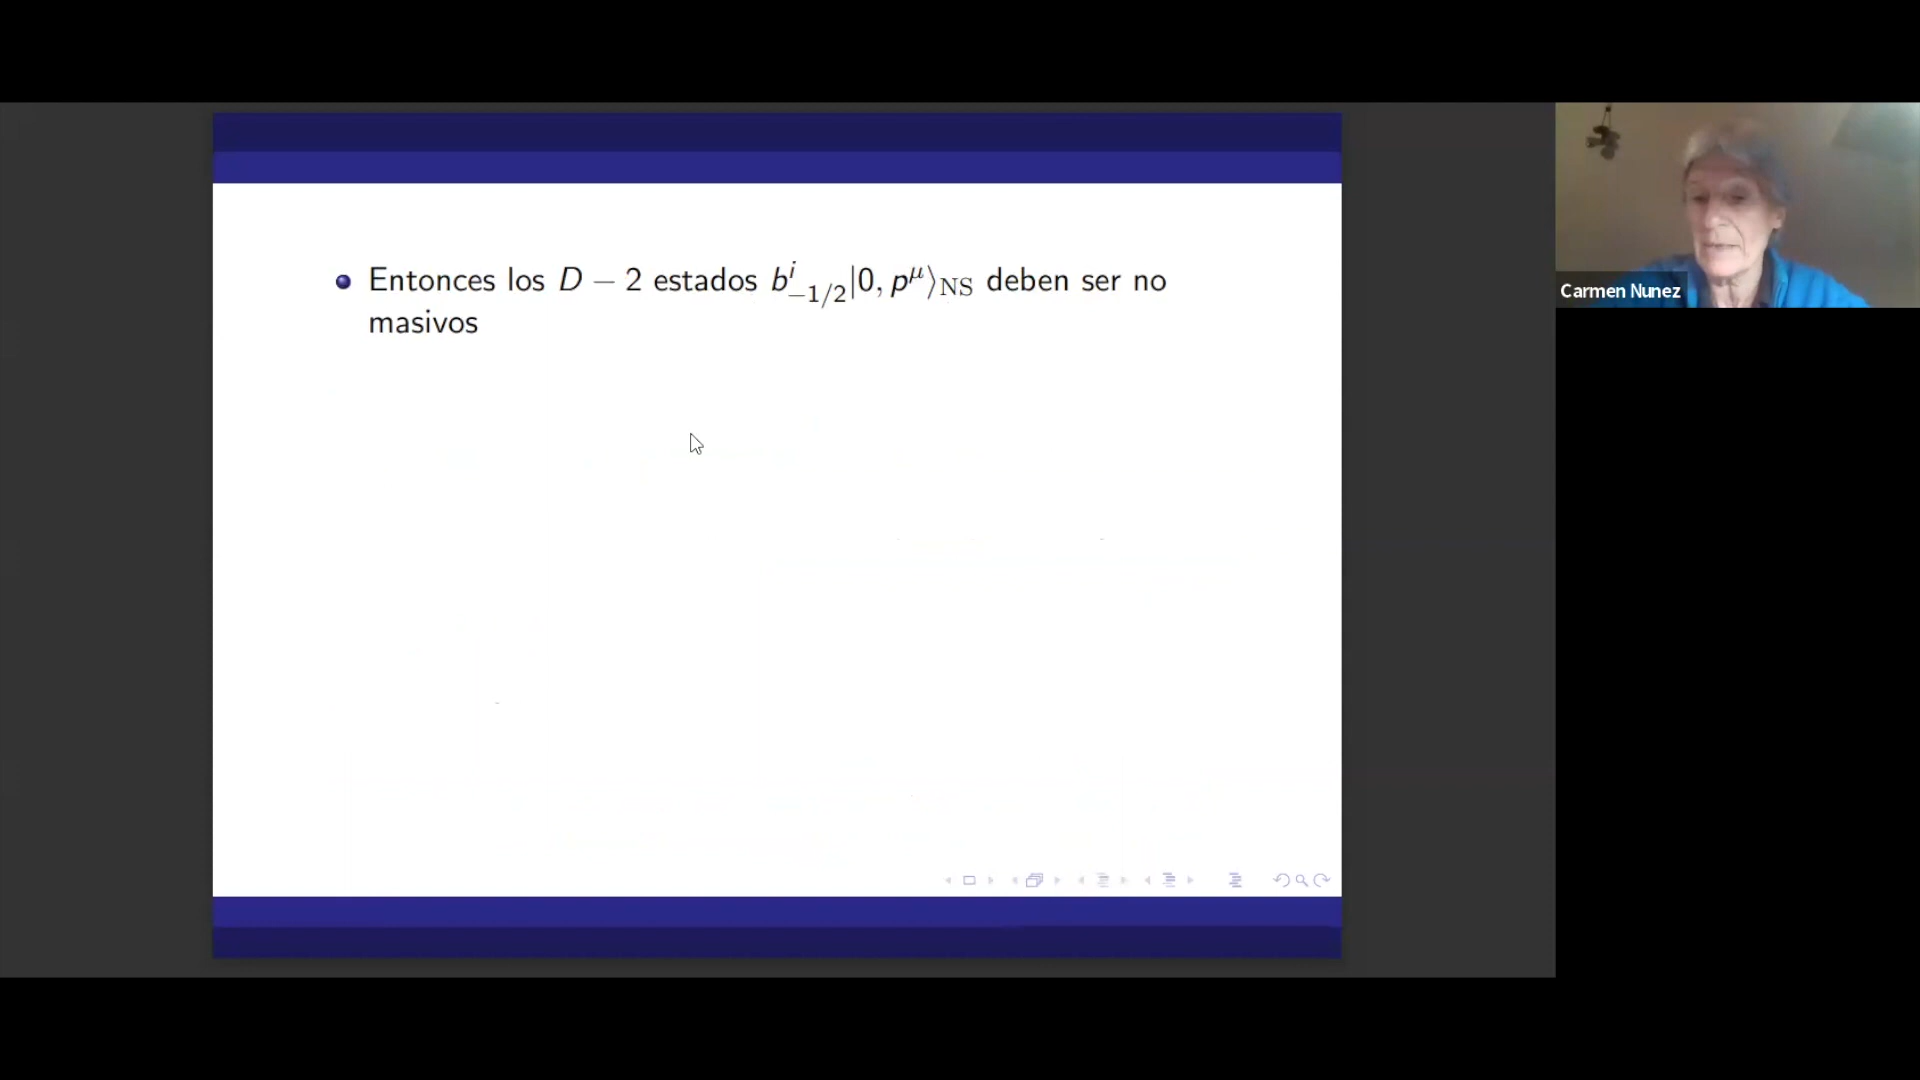 Entonces los D − 2 estados b^i_{−1/2}|0, p^μ⟩_NS deben ser no
masivos
Carmen Nunez